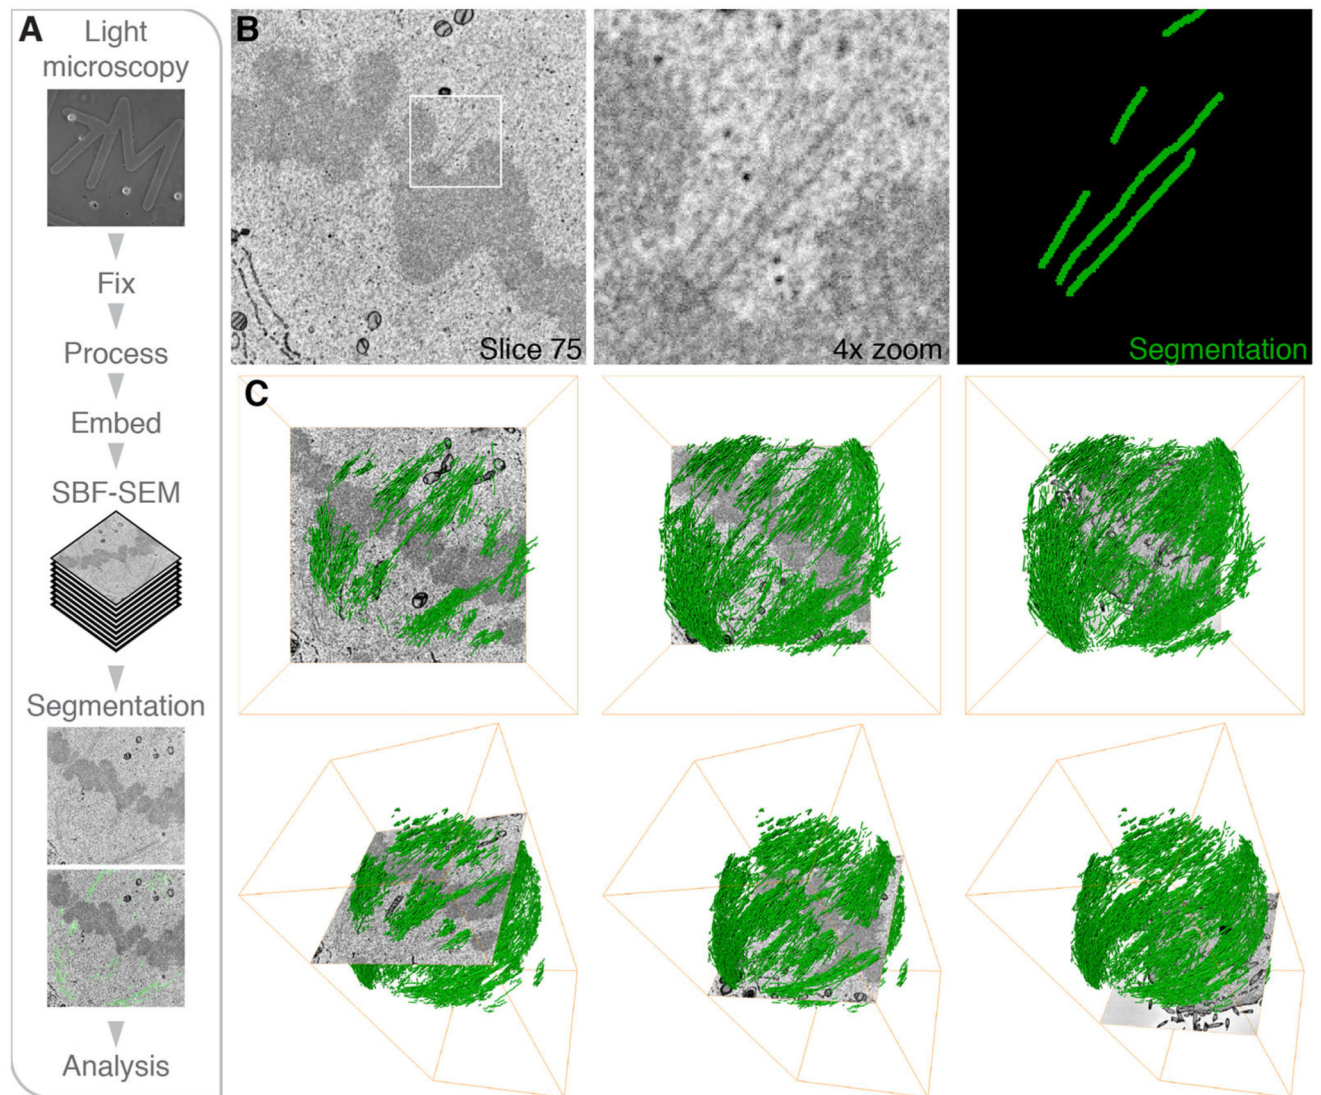 A
Light
microscopy
Fix
Process
Embed
SBF-SEM
Segmentation
Analysis
B
Slice 75
4x zoom
Segmentation
C